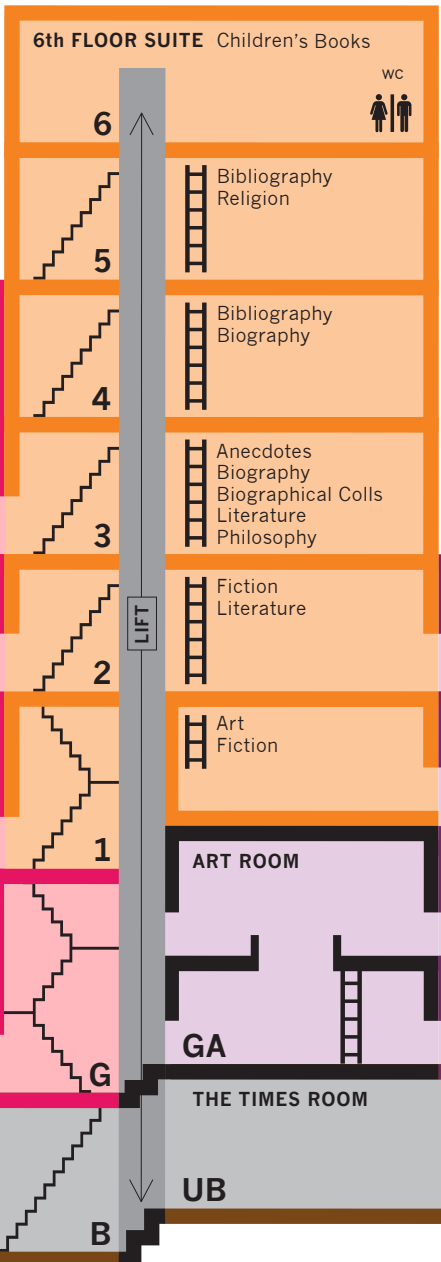 6th FLOOR SUITE Children's Books
WC
6
Bibliography
Religion
5
Bibliography
Biography
4
Anecdotes
Biography
Biographical Colls
Literature
Philosophy
3
Fiction
Literature
LIFT
2
Art
Fiction
1
ART ROOM
GA
G
THE TIMES ROOM
UB
B